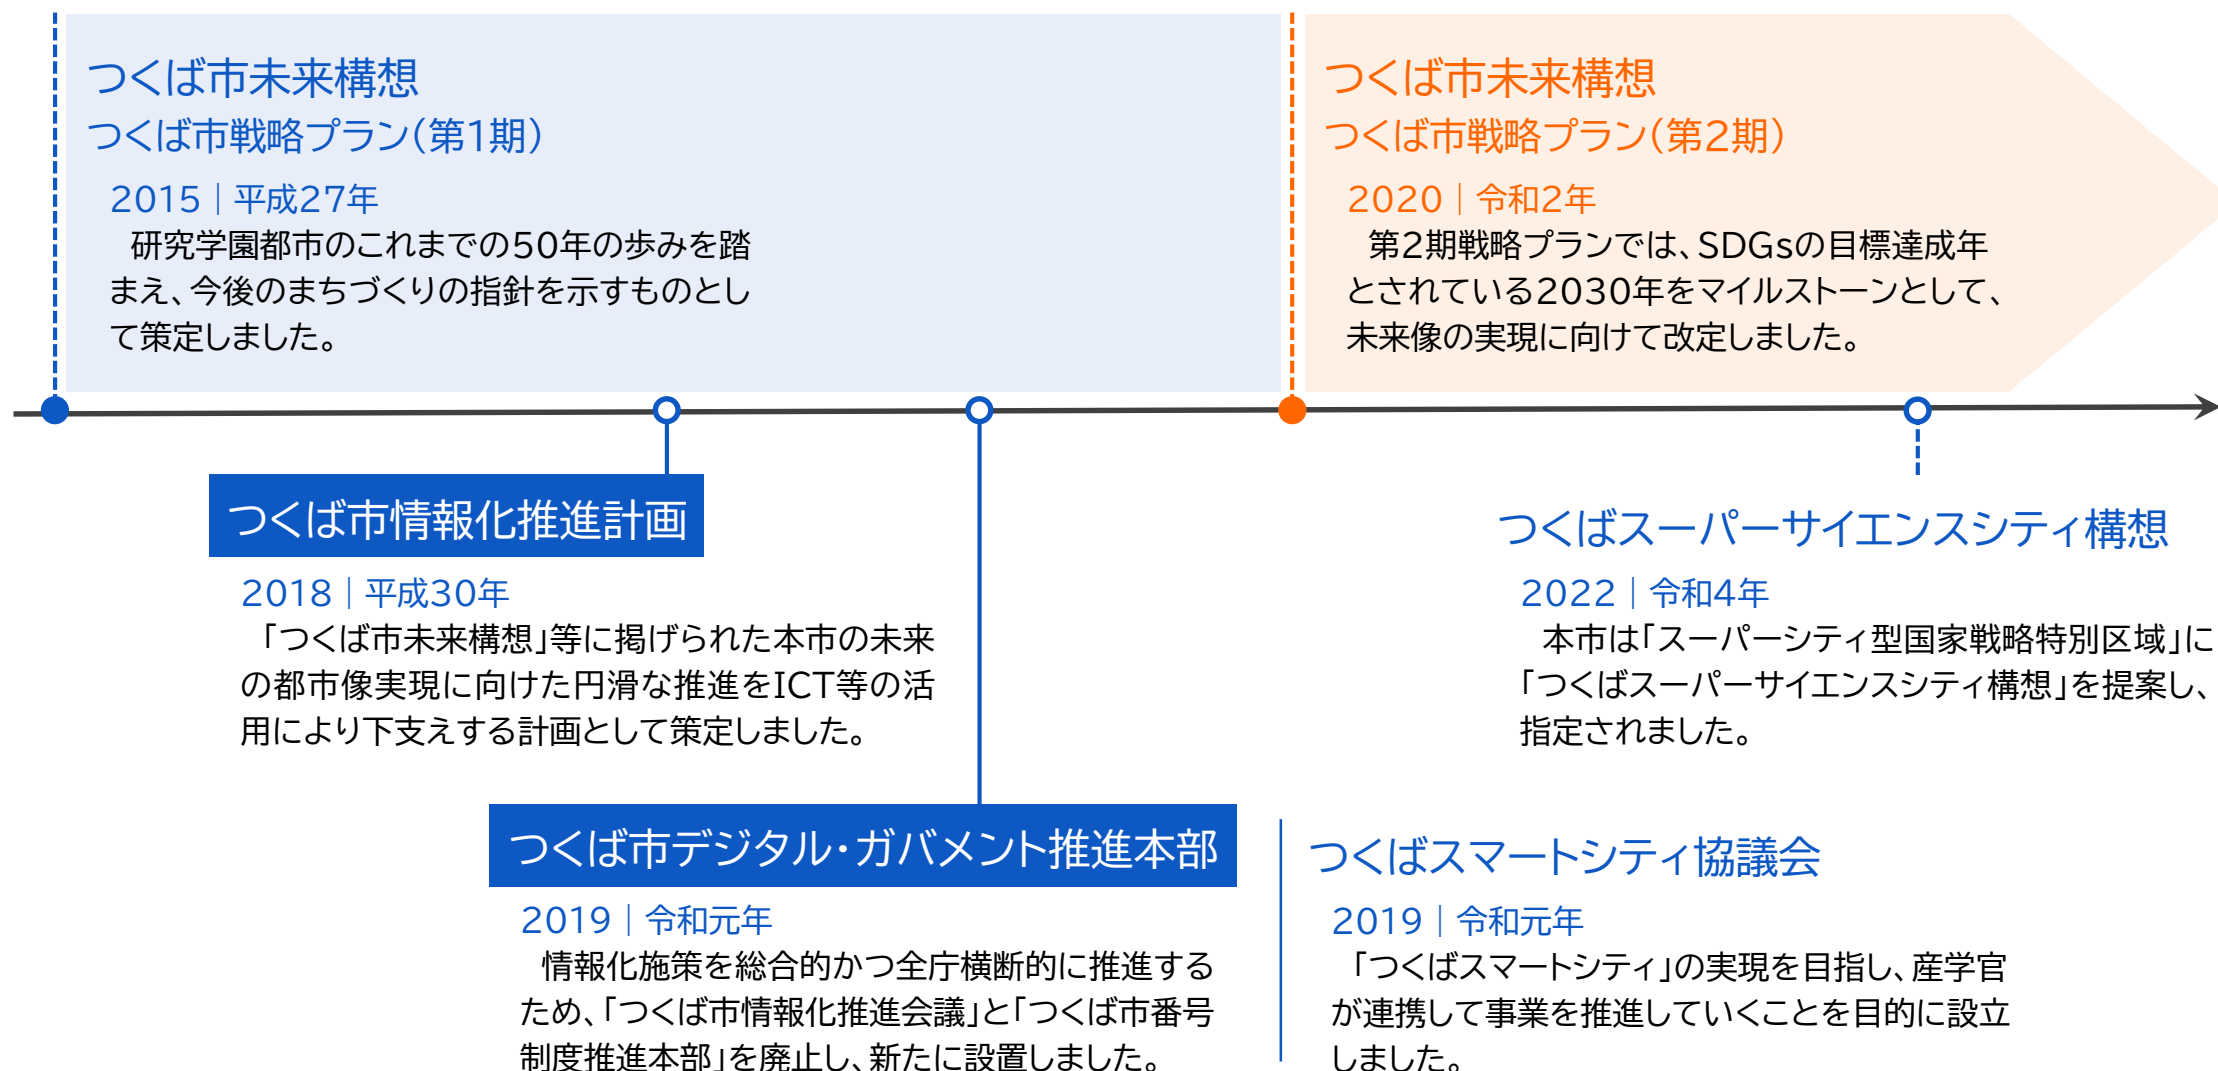 つくば市未来構想
つくば市戦略プラン(第1期)
2015｜平成27年
研究学園都市のこれまでの50年の歩みを踏
まえ、今後のまちづくりの指針を示すものとし
て策定しました。
つくば市未来構想
つくば市戦略プラン(第2期)
2020｜令和2年
第2期戦略プランでは、SDGsの目標達成年
とされている2030年をマイルストーンとして、
未来像の実現に向けて改定しました。
つくば市情報化推進計画
2018｜平成30年
「つくば市未来構想」等に掲げられた本市の未来
の都市像実現に向けた円滑な推進をICT等の活
用により下支えする計画として策定しました。
つくばスーパーサイエンスシティ構想
2022｜令和4年
本市は「スーパーシティ型国家戦略特別区域」に
「つくばスーパーサイエンスシティ構想」を提案し、
指定されました。
つくば市デジタル・ガバメント推進本部
2019｜令和元年
情報化施策を総合的かつ全庁横断的に推進する
ため、「つくば市情報化推進会議」と「つくば市番号
制度推進本部」を廃止し、新たに設置しました。
つくばスマートシティ協議会
2019｜令和元年
「つくばスマートシティ」の実現を目指し、産学官
が連携して事業を推進していくことを目的に設立
しました。